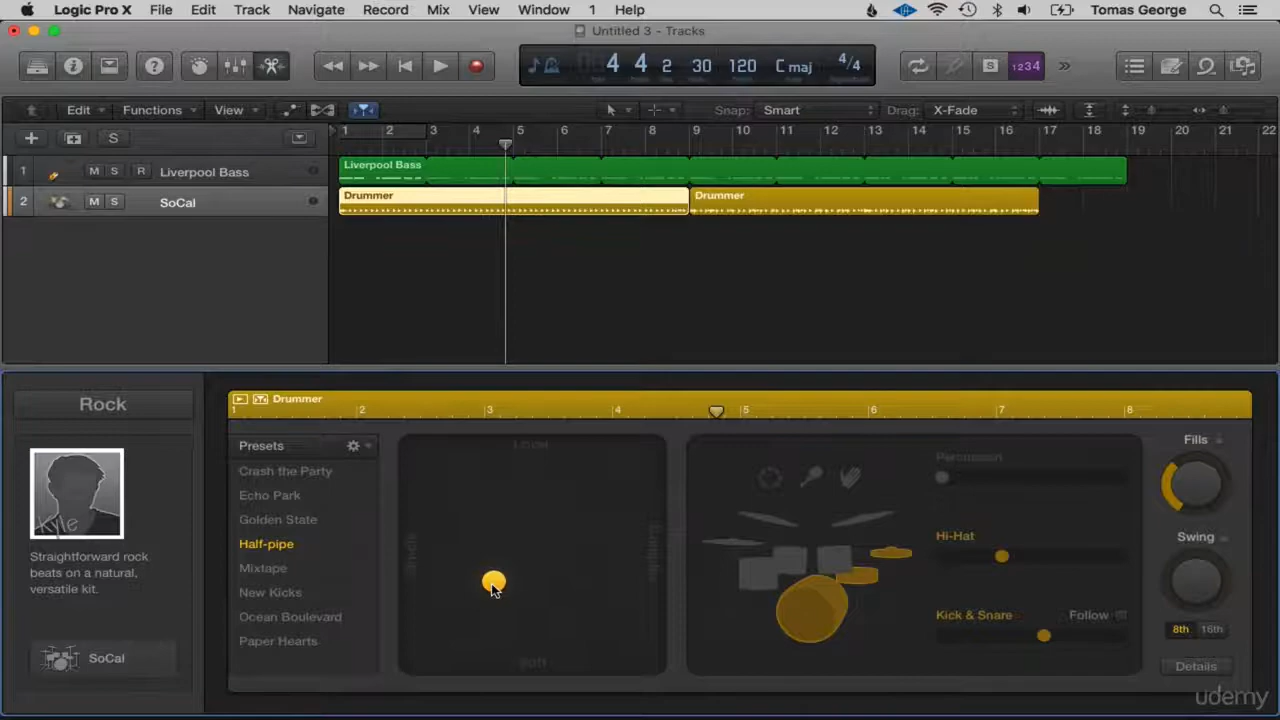 Logic Pro X File Edit Track Navigate Record Mix View Window 1 Help Tomas George
Untitled 3 - Tracks
4 4 2 30 120 C maj 4/4
S 1234
Edit Functions View Snap: Smart Drag: X-Fade
S 1 2 3 4 5 6 7 8 9 10 11 12 13 14 15 16 17 18 19 20 21 22
1 M S R Liverpool Bass Liverpool Bass
2 M S SoCal Drummer Drummer
Rock
Kyle
Straightforward rock
beats on a natural,
versatile kit.
SoCal
Drummer
1 2 3 4 5 6 7 8
Presets
Crash the Party
Echo Park
Golden State
Half-pipe
Mixtape
New Kicks
Ocean Boulevard
Paper Hearts
Loud
Simple
Complex
Soft
Percussion
Hi-Hat
Kick & Snare Follow
Fills
Swing
8th 16th
Details
udemy